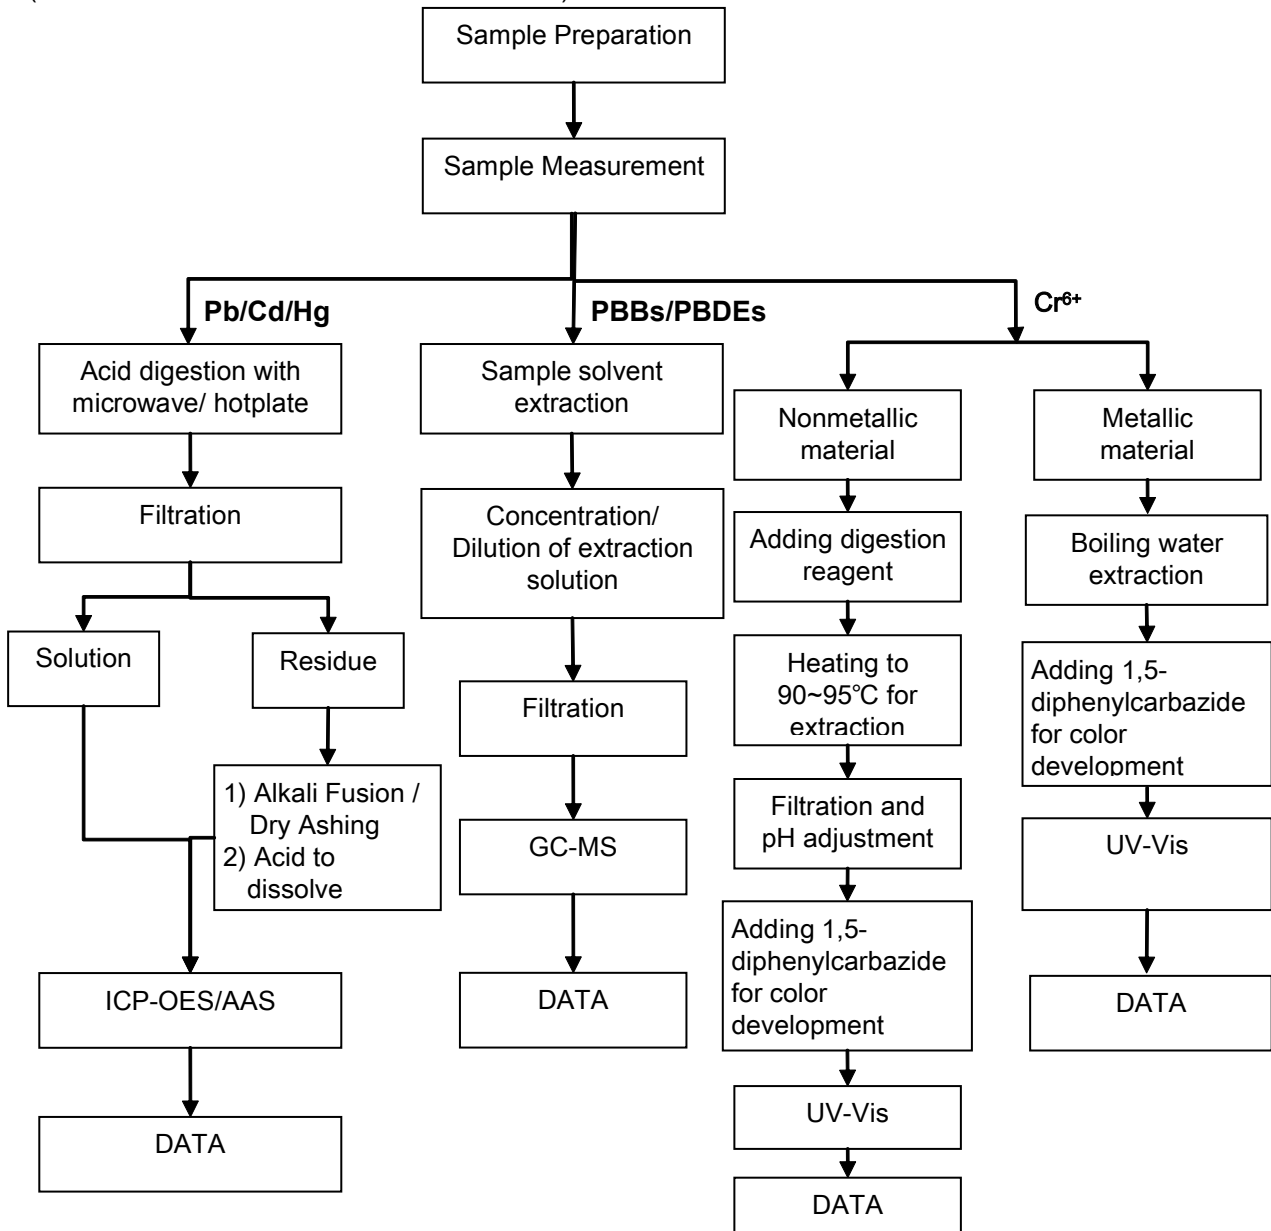 Sample Preparation
Sample Measurement
Pb/Cd/Hg
PBBs/PBDEs
Cr⁶⁺
Acid digestion with
microwave/ hotplate
Filtration
Solution
Residue
1) Alkali Fusion /
Dry Ashing
2) Acid to
dissolve
ICP-OES/AAS
DATA
Sample solvent
extraction
Concentration/
Dilution of extraction
solution
Filtration
GC-MS
DATA
Nonmetallic
material
Adding digestion
reagent
Heating to
90~95℃ for
extraction
Filtration and
pH adjustment
Adding 1,5-
diphenylcarbazide
for color
development
UV-Vis
DATA
Metallic
material
Boiling water
extraction
Adding 1,5-
diphenylcarbazide
for color
development
UV-Vis
DATA